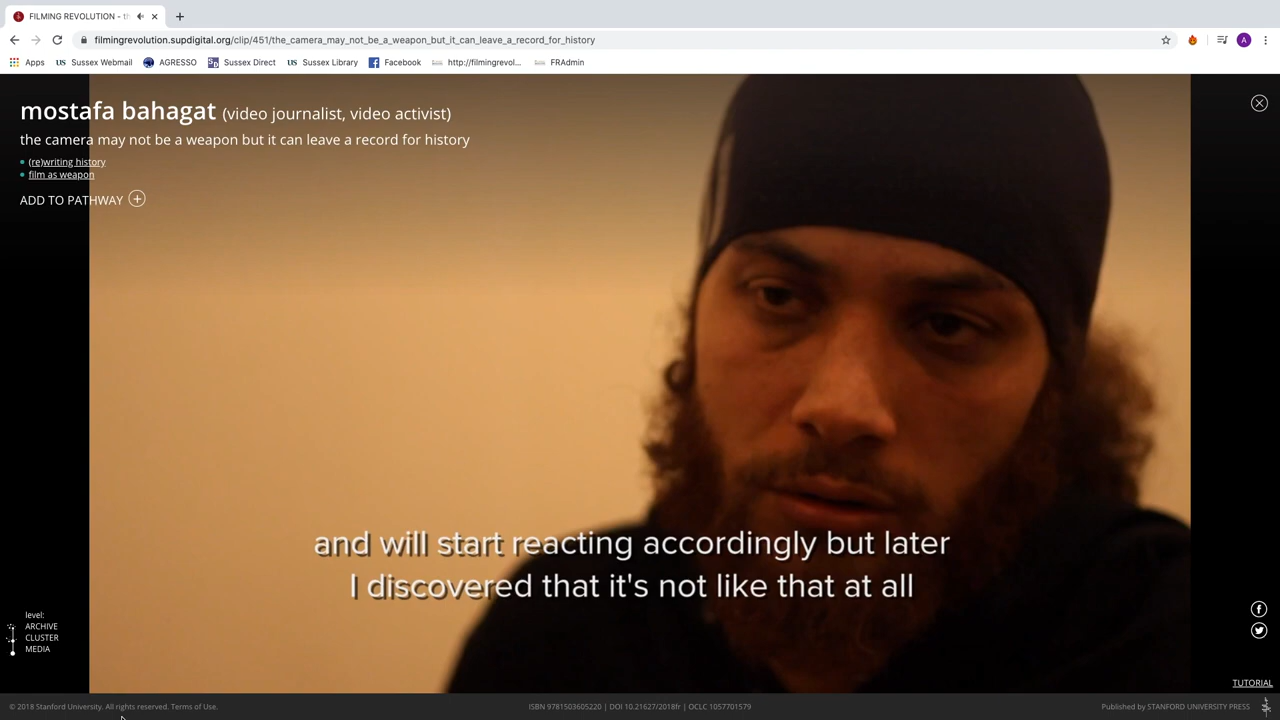 FILMING REVOLUTION - th
filmingrevolution.supdigital.org/clip/451/the_camera_may_not_be_a_weapon_but_it_can_leave_a_record_for_history
A
Apps US Sussex Webmail AGRESSO SD Sussex Direct US Sussex Library Facebook http://filmingrevol... FRAdmin
mostafa bahagat (video journalist, video activist)
the camera may not be a weapon but it can leave a record for history
(re)writing history
film as weapon
ADD TO PATHWAY
and will start reacting accordingly but later
I discovered that it's not like that at all
level:
ARCHIVE
CLUSTER
MEDIA
TUTORIAL
© 2018 Stanford University. All rights reserved. Terms of Use. ISBN 9781503605220 | DOI 10.21627/2018fr | OCLC 1057701579 Published by STANFORD UNIVERSITY PRESS